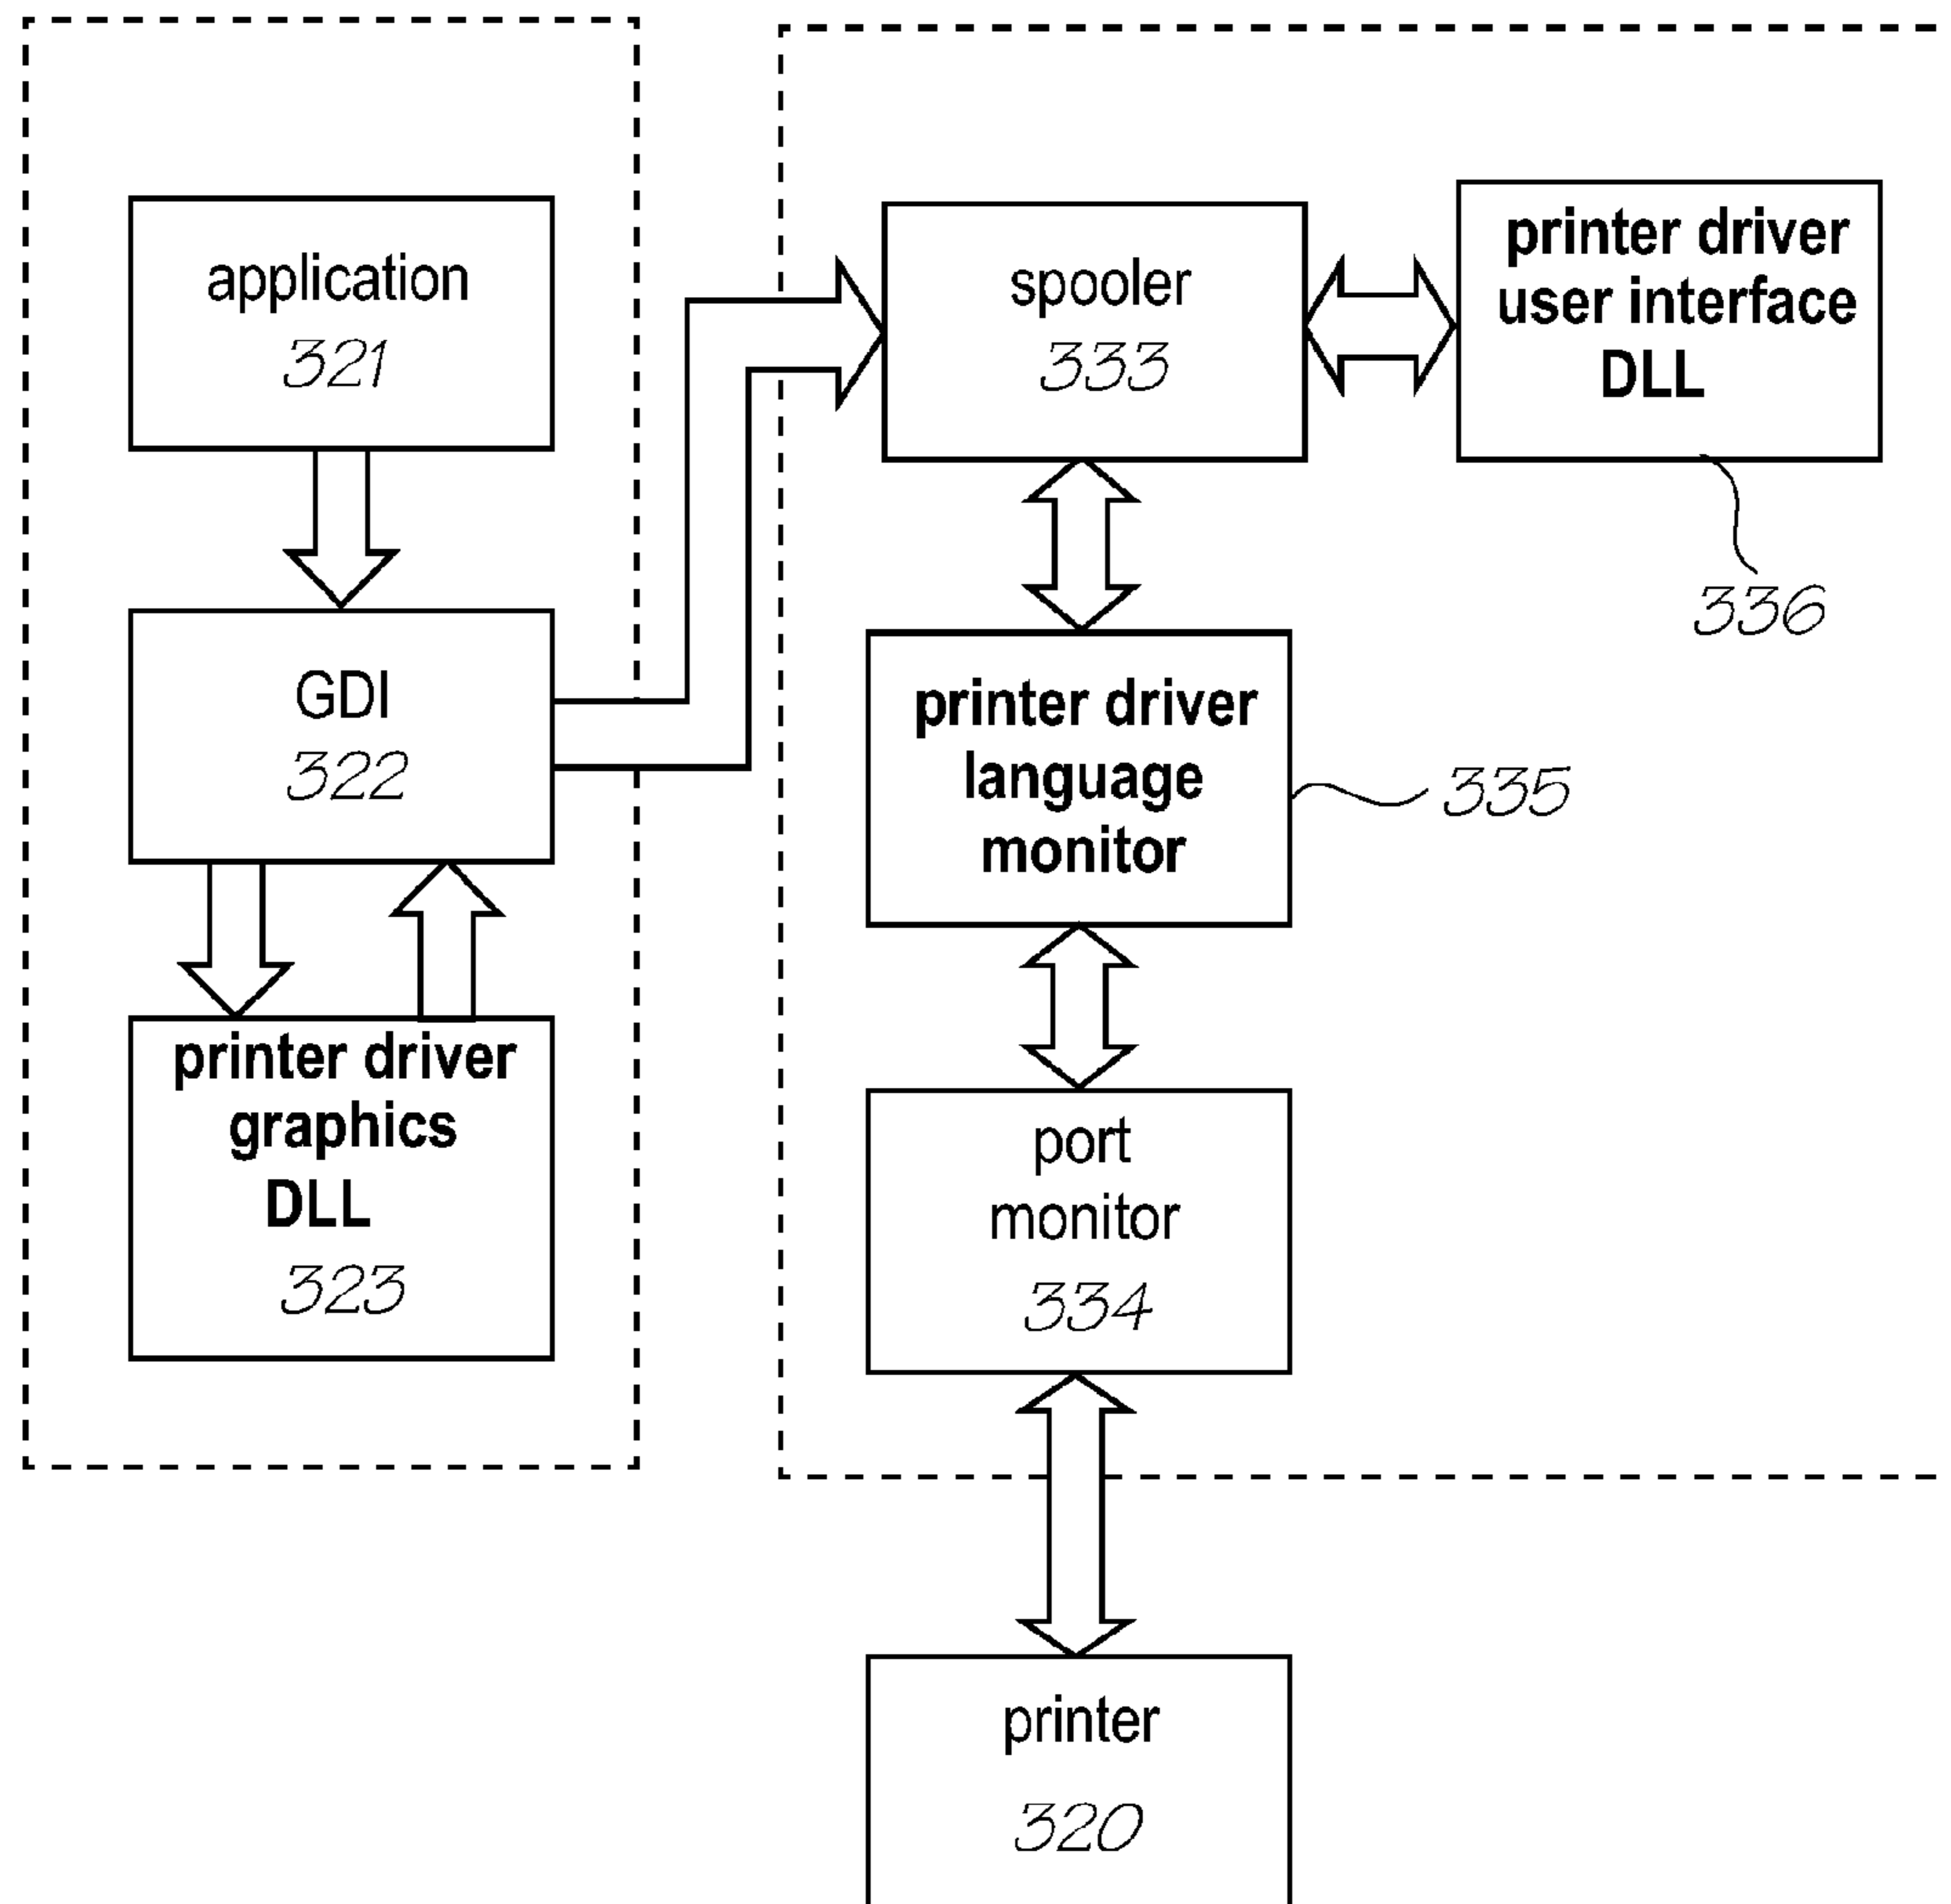 application
321
GDI
322
printer driver
graphics
DLL
323
spooler
333
printer driver
user interface
DLL
336
printer driver
language
monitor
335
port
monitor
334
printer
320